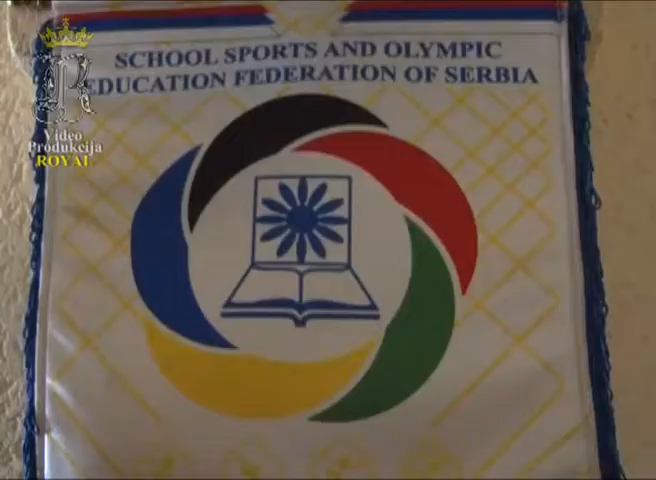 SCHOOL SPORTS AND OLYMPIC
EDUCATION FEDERATION OF SERBIA
R
Video
Produkcija
ROYAL